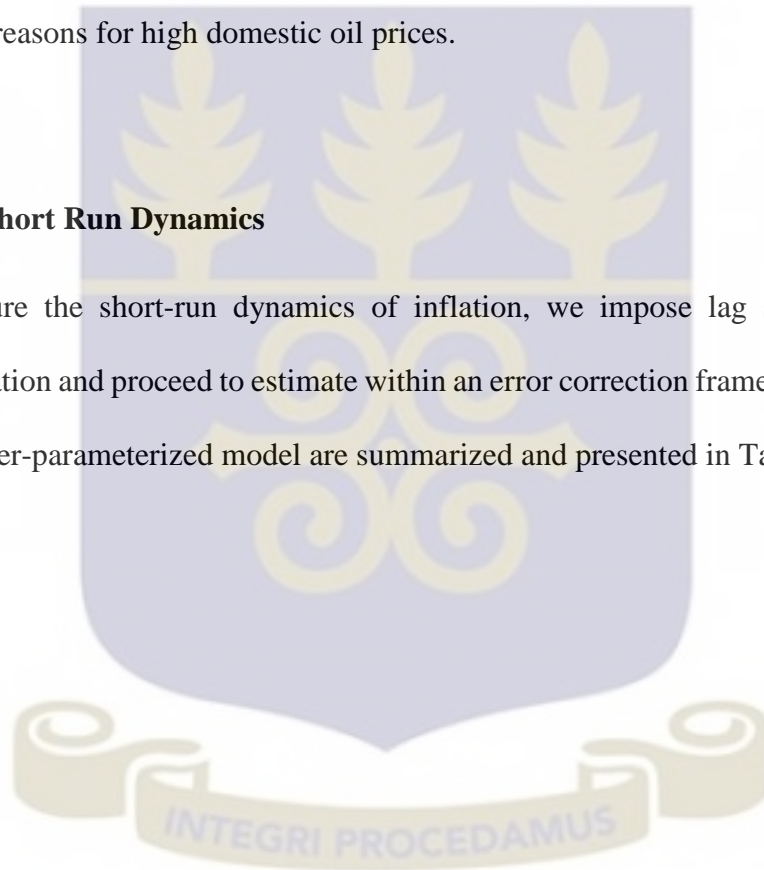 reasons for high domestic oil prices.
hort Run Dynamics
ure the short-run dynamics of inflation, we impose lag
ation and proceed to estimate within an error correction frame
er-parameterized model are summarized and presented in Ta
INTEGRI PROCEDAMUS